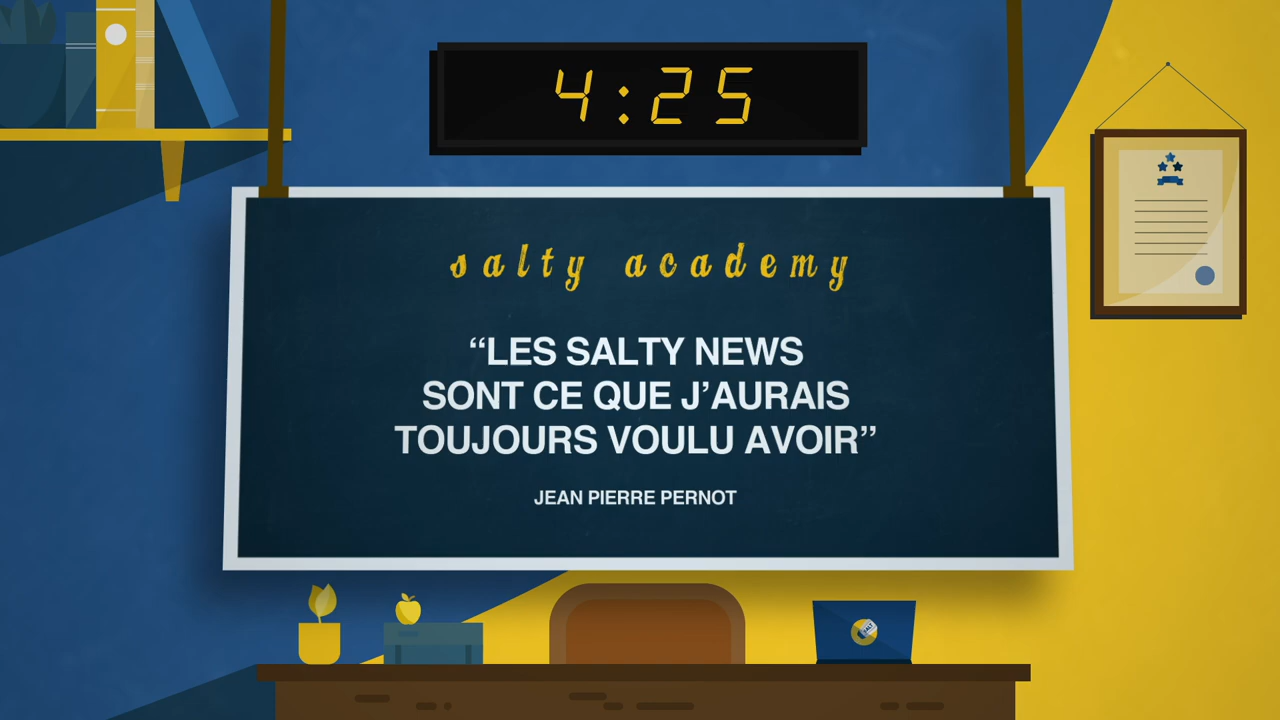 4:25
salty academy
“LES SALTY NEWS
SONT CE QUE J’AURAIS
TOUJOURS VOULU AVOIR”
JEAN PIERRE PERNOT